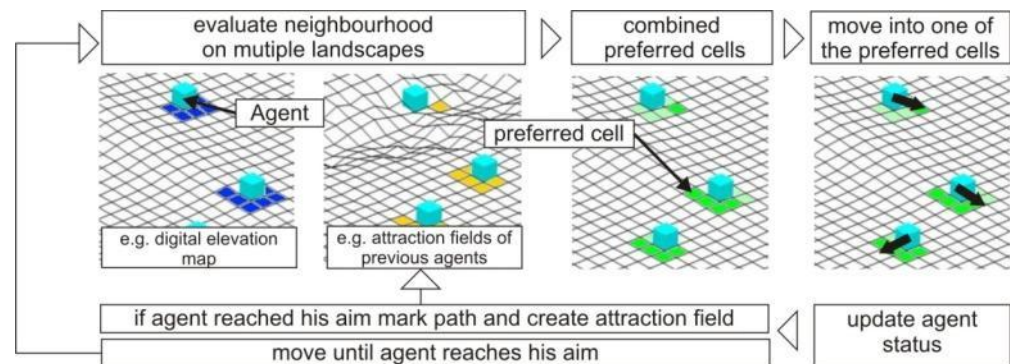 evaluate neighbourhood
on mutiple landscapes
combined
preferred cells
move into one of
the preferred cells
Agent
preferred cell
e.g. digital elevation
map
e.g. attraction fields of
previous agents
if agent reached his aim mark path and create attraction field
move until agent reaches his aim
update agent
status